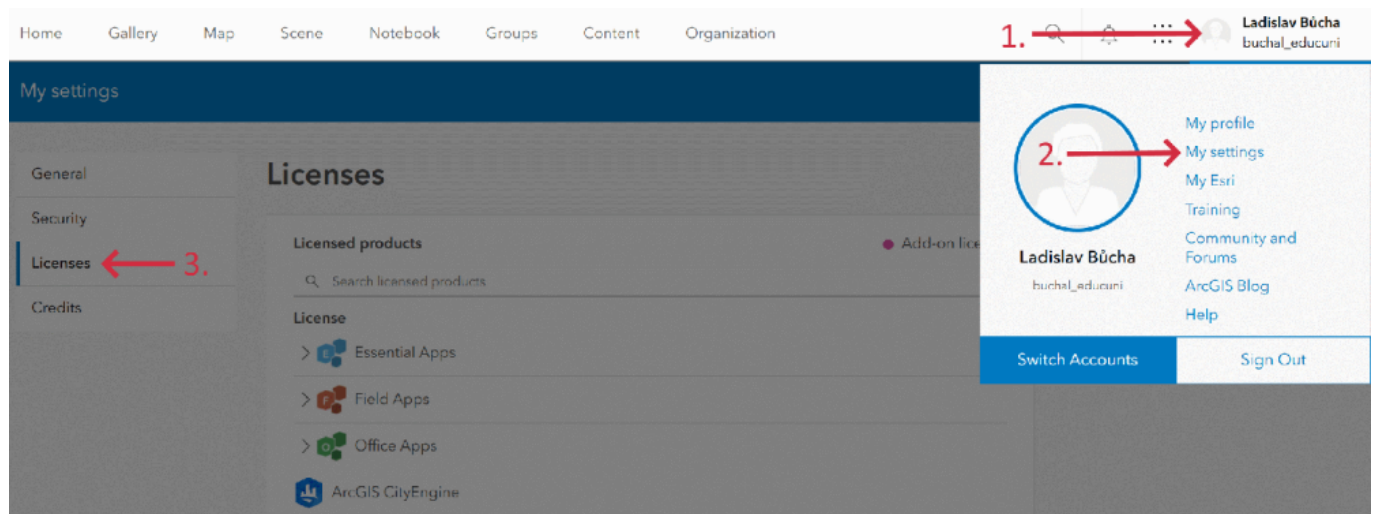 Home Gallery Map Scene Notebook Groups Content Organization 1. Ladislav Bůcha
buchal_educuni
My settings
My profile
2. My settings
My Esri
Training
Community and
Forums
ArcGIS Blog
Help
Ladislav Bůcha
buchal_educuni
Switch Accounts Sign Out
General
Security
Licenses 3.
Credits
Licenses
Licensed products Add-on lice
Search licensed products
License
Essential Apps
Field Apps
Office Apps
ArcGIS CityEngine